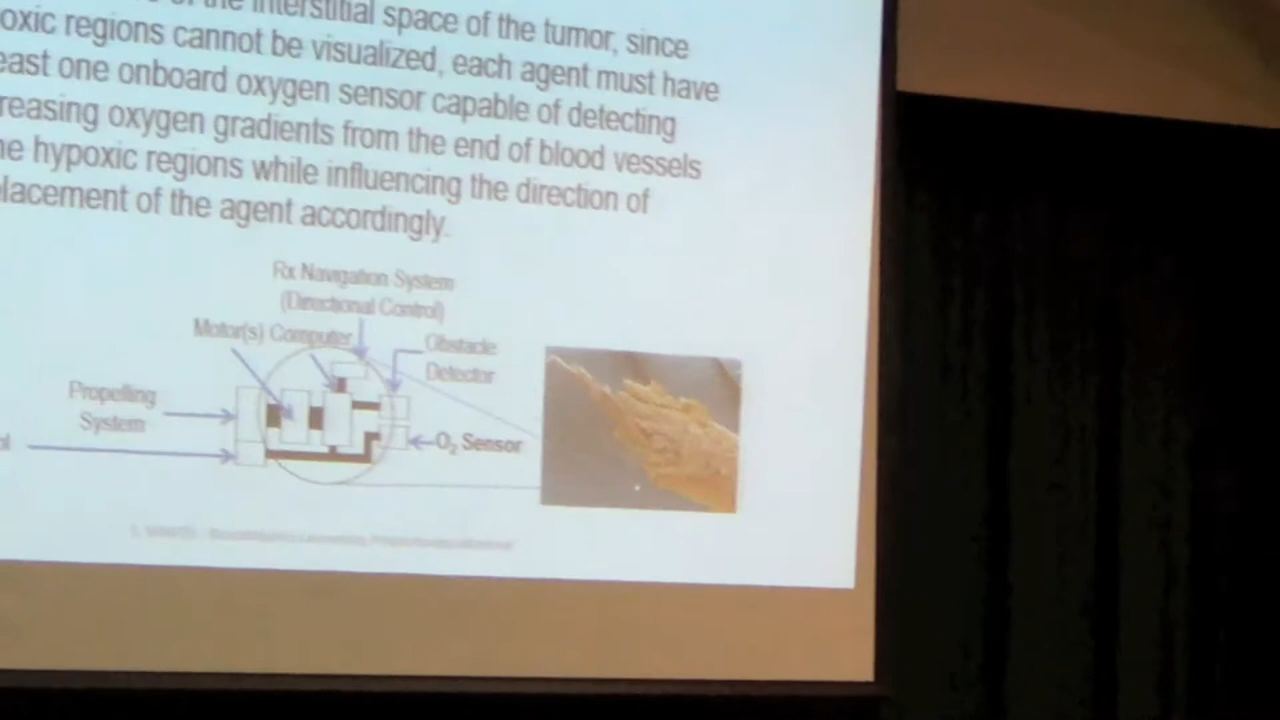 of the interstitial space of the tumor, since
oxic regions cannot be visualized, each agent must have
east one onboard oxygen sensor capable of detecting
reasing oxygen gradients from the end of blood vessels
he hypoxic regions while influencing the direction of
lacement of the agent accordingly.
Rx Navigation System
(Directional Control)
Motor(s) Computer
Obstacle
Detector
Propelling
System
O₂ Sensor